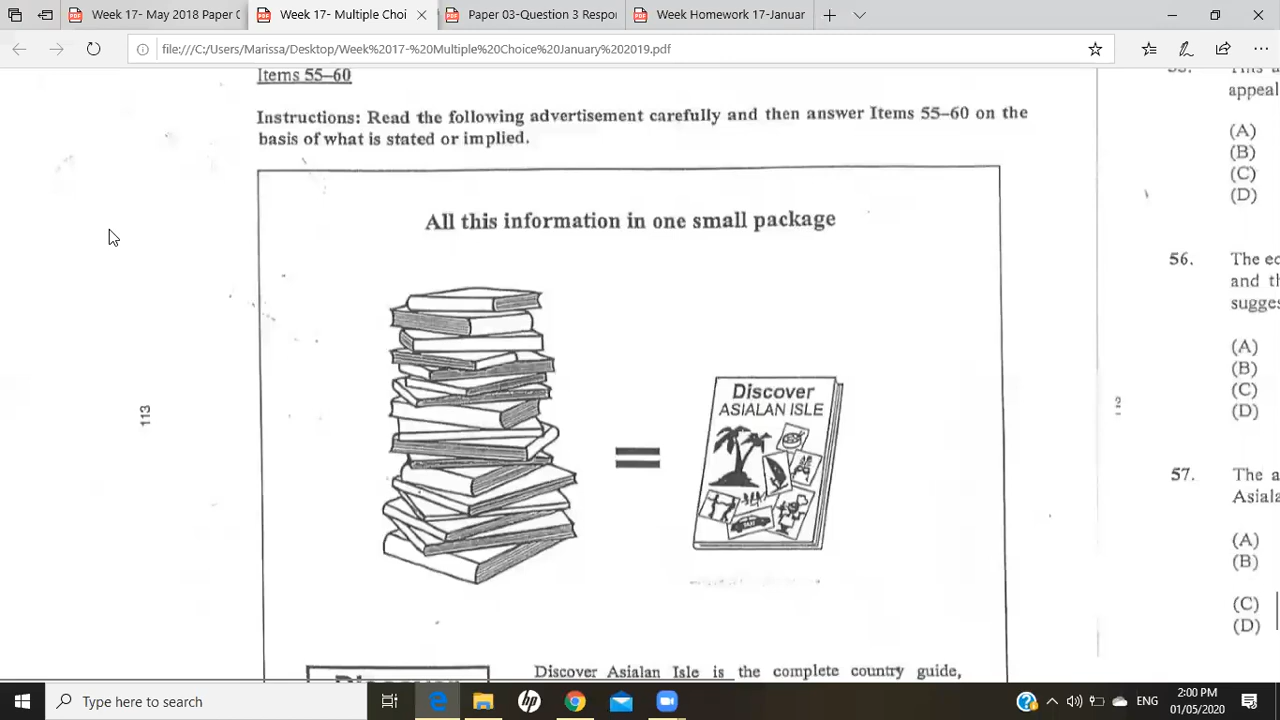 Week 17- May 2018 Paper
Week 17- Multiple Choi
Paper 03-Question 3 Respo
Week Homework 17-Januar
file:///C:/Users/Marissa/Desktop/Week%2017-%20Multiple%20Choice%20January%202019.pdf
Items 55–60
Instructions: Read the following advertisement carefully and then answer Items 55–60 on the
basis of what is stated or implied.
All this information in one small package
Discover
ASIALAN ISLE
TAXI
=
113
Discover Asialan Isle is the complete country guide,
appeal
(A)
(B)
(C)
(D)
56. The
and
sugges
(A)
(B)
(C)
(D)
57. The a
Asiala
(A)
(B)
(C)
(D)
Type here to search
ENG
2:00 PM
01/05/2020